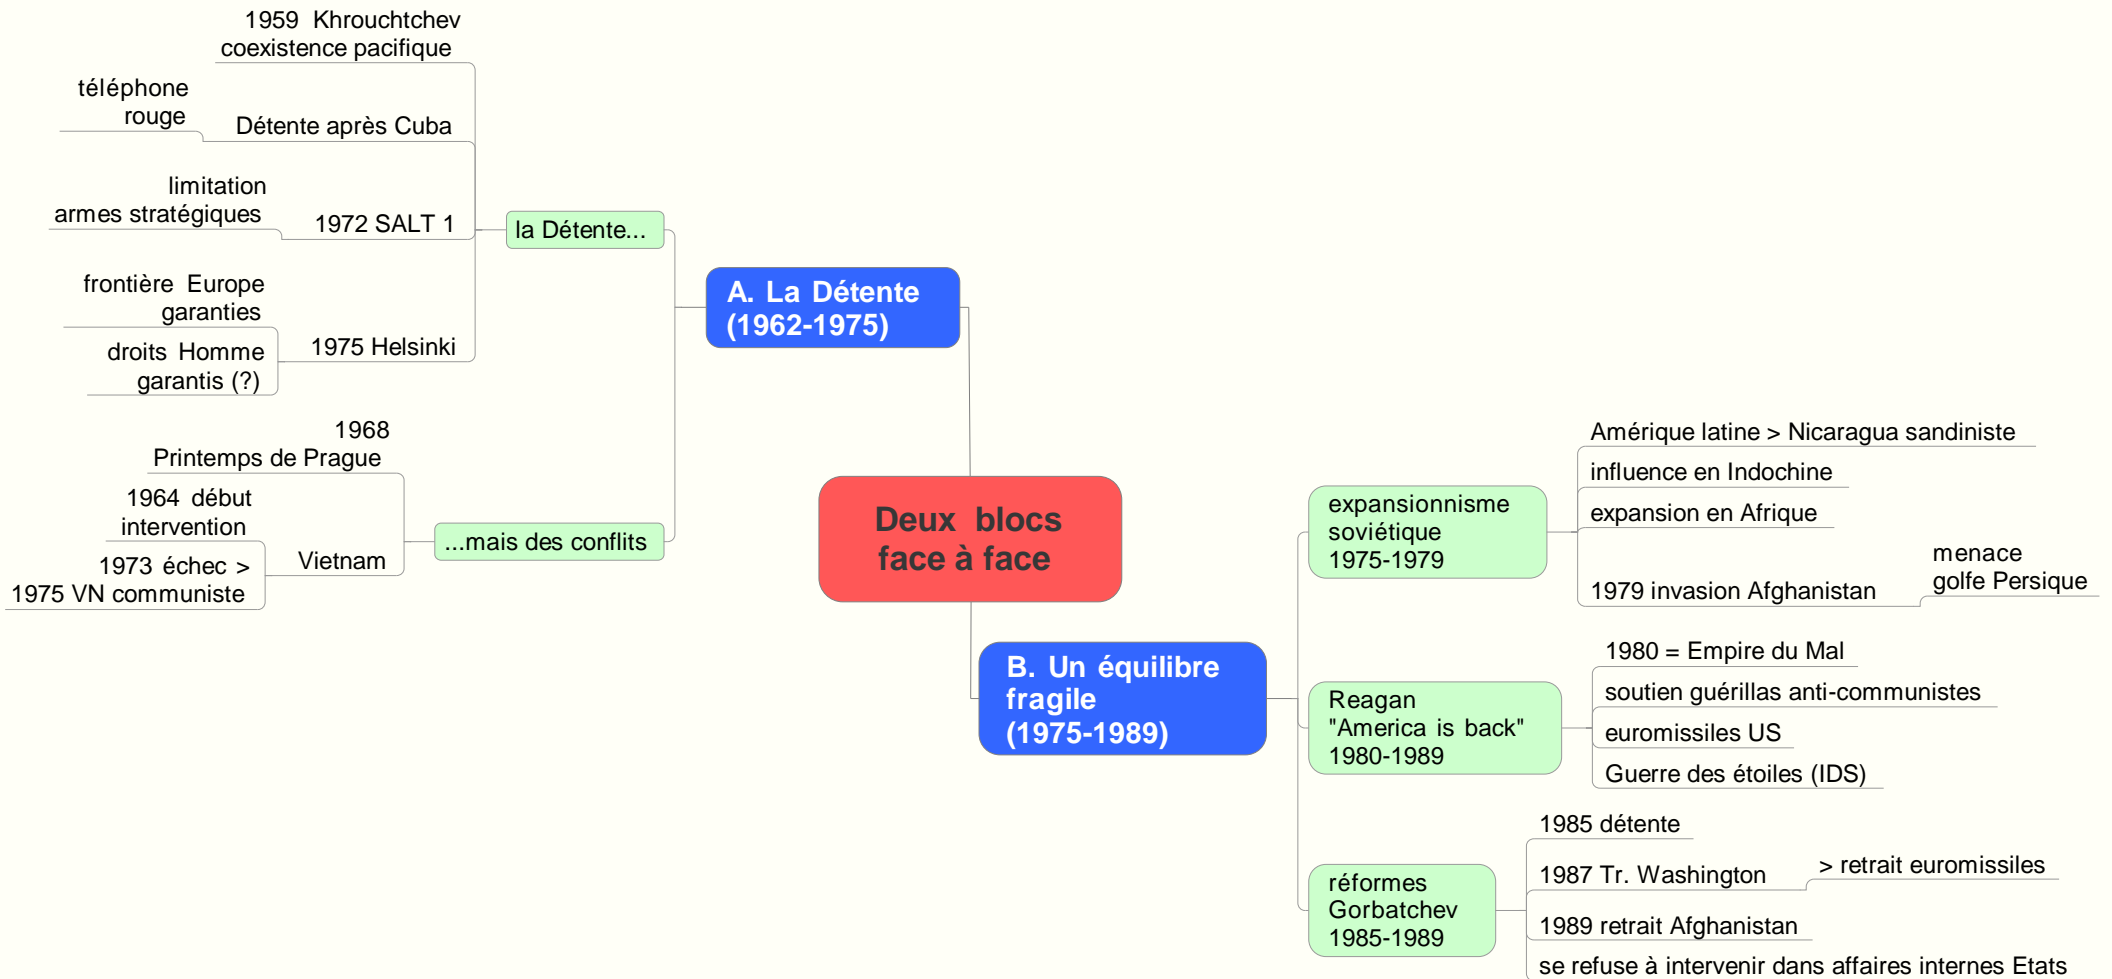 Deux blocs
face à face
A. La Détente
(1962-1975)
la Détente...
1959 Khrouchtchev
coexistence pacifique
Détente après Cuba
téléphone
rouge
1972 SALT 1
limitation
armes stratégiques
1975 Helsinki
frontière Europe
garanties
droits Homme
garantis (?)
...mais des conflits
1968
Printemps de Prague
Vietnam
1964 début
intervention
1973 échec >
1975 VN communiste
B. Un équilibre
fragile
(1975-1989)
expansionnisme
soviétique
1975-1979
Amérique latine > Nicaragua sandiniste
influence en Indochine
expansion en Afrique
1979 invasion Afghanistan
menace
golfe Persique
Reagan
"America is back"
1980-1989
1980 = Empire du Mal
soutien guérillas anti-communistes
euromissiles US
Guerre des étoiles (IDS)
réformes
Gorbatchev
1985-1989
1985 détente
1987 Tr. Washington
> retrait euromissiles
1989 retrait Afghanistan
se refuse à intervenir dans affaires internes Etats